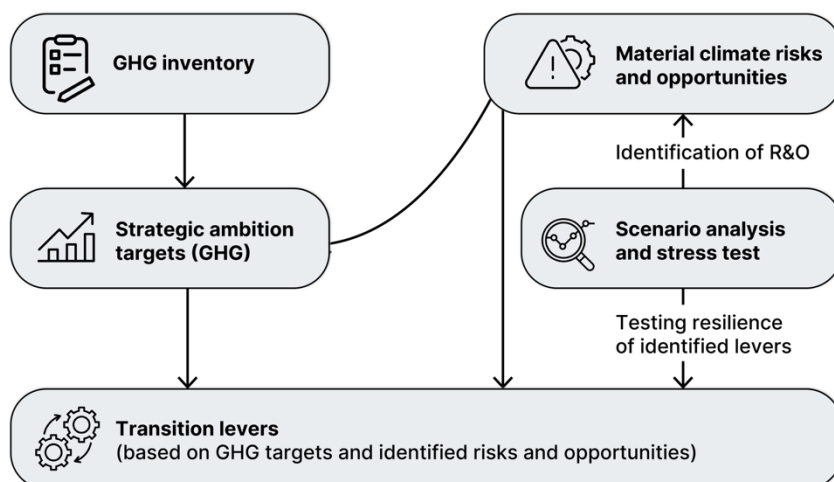 GHG inventory
Material climate risks
and opportunities
Identification of R&O
Strategic ambition
targets (GHG)
Scenario analysis
and stress test
Testing resilience
of identified levers
Transition levers
(based on GHG targets and identified risks and opportunities)